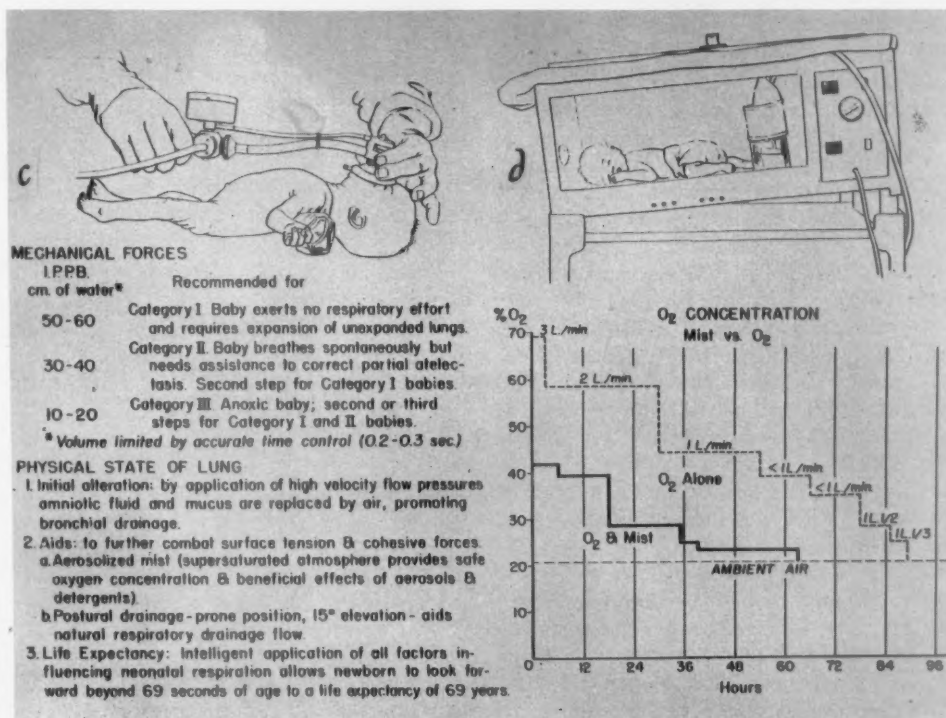 c
d
MECHANICAL FORCES
I.P.P.B.
cm. of water*
Recommended for
50-60
Category I. Baby exerts no respiratory effort
and requires expansion of unexpanded lungs.
30-40
Category II. Baby breathes spontaneously but
needs assistance to correct partial atelec-
tasis. Second step for Category I babies.
10-20
Category III Anoxic baby; second or third
steps for Category I and II babies.
*Volume limited by accurate time control (0.2-0.3 sec.)
PHYSICAL STATE OF LUNG
1. Initial alteration: by application of high velocity flow pressures
amniotic fluid and mucus are replaced by air, promoting
bronchial drainage.
2. Aids: to further combat surface tension & cohesive forces.
a. Aerosolized mist (supersaturated atmosphere provides safe
oxygen concentration & beneficial effects of aerosols &
detergents).
b. Postural drainage - prone position, 15° elevation - aids
natural respiratory drainage flow.
3. Life Expectancy: Intelligent application of all factors in-
fluencing neonatal respiration allows newborn to look for-
ward beyond 69 seconds of age to a life expectancy of 69 years.
% O₂
O₂ CONCENTRATION
Mist vs. O₂
70
3 L./min
60
2 L./min
50
1 L./min
40
<1 L./min
O₂ Alone
<1 L./min
30
1 L. 1/2
O₂ & Mist
1 L. 1/3
20
AMBIENT AIR
10
0 12 24 36 48 60 72 84 96
Hours